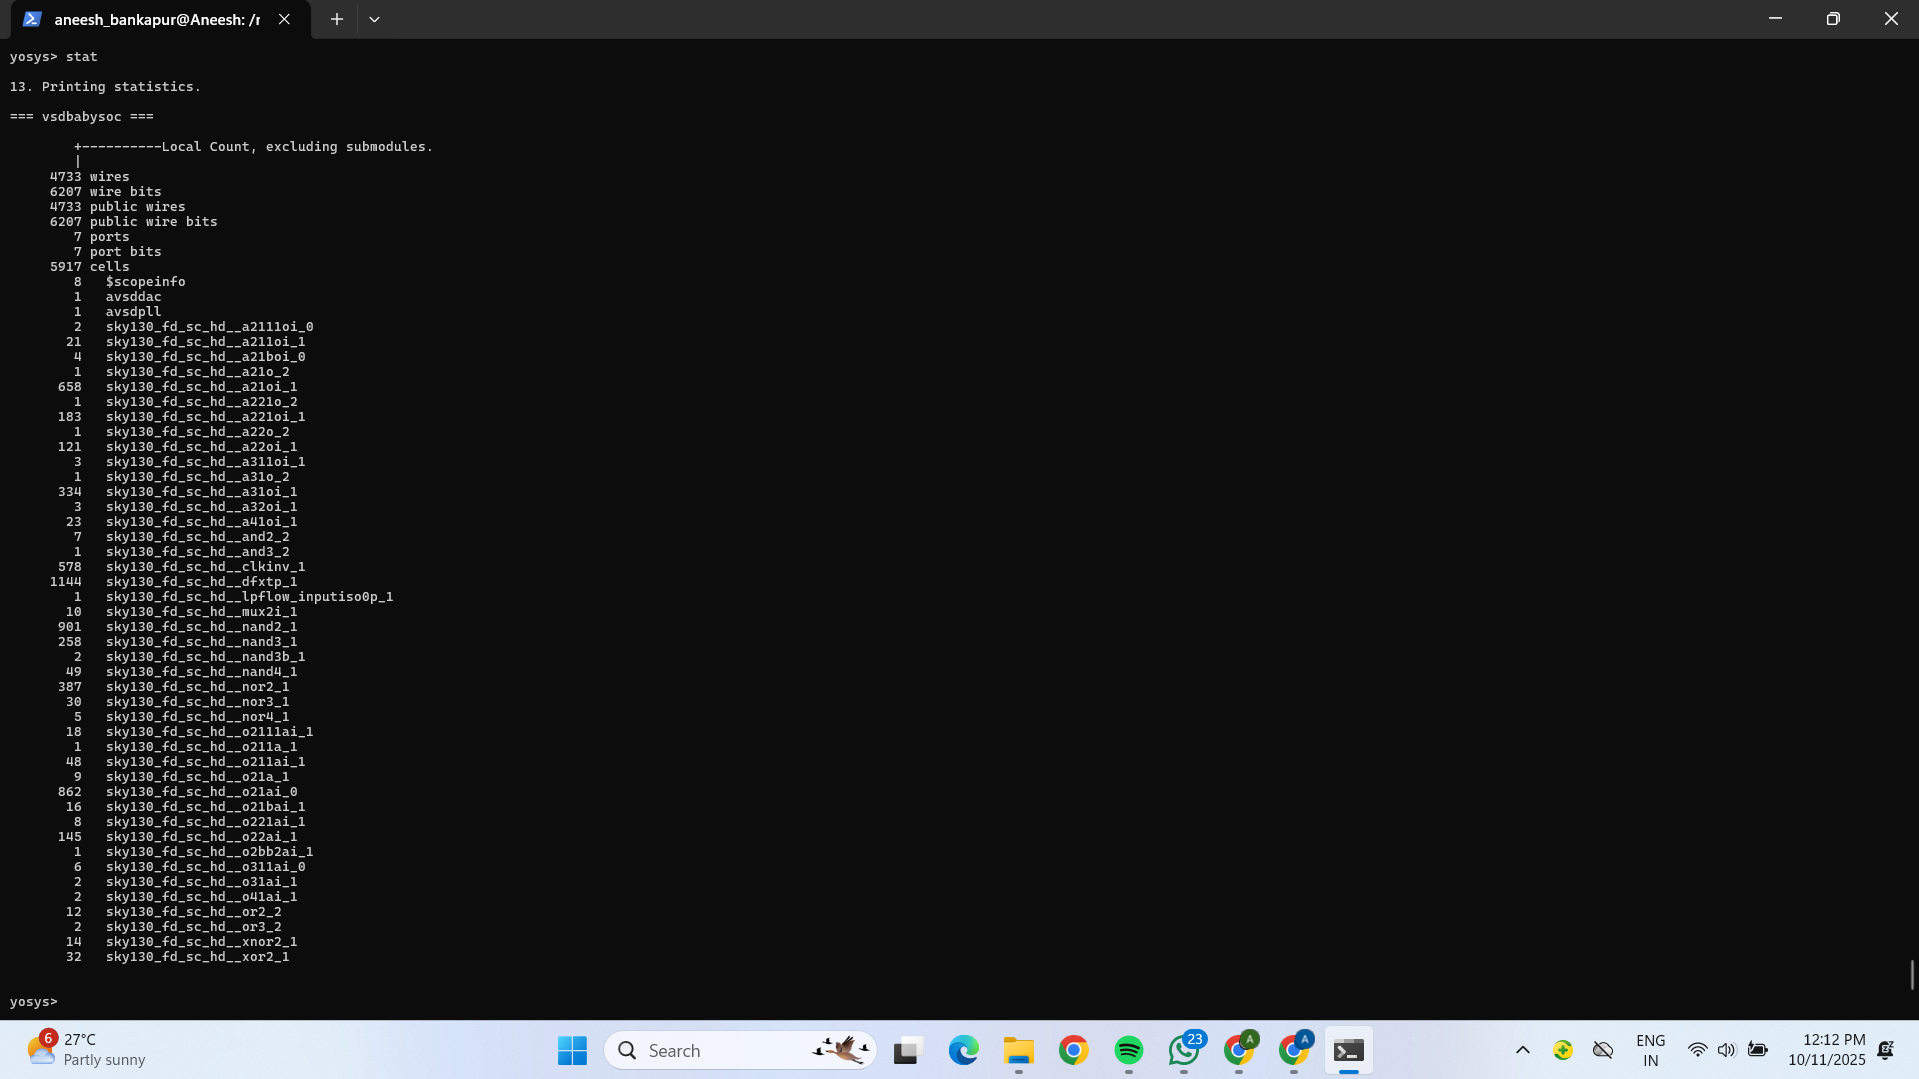 aneesh_bankapur@Aneesh: /r
yosys> stat
13. Printing statistics.
=== vsdbabysoc ===
+----------Local Count, excluding submodules.
|
4733 wires
6207 wire bits
4733 public wires
6207 public wire bits
7 ports
7 port bits
5917 cells
8 $scopeinfo
1 avsddac
1 avsdpll
2 sky130_fd_sc_hd__a2111oi_0
21 sky130_fd_sc_hd__a211oi_1
4 sky130_fd_sc_hd__a21boi_0
1 sky130_fd_sc_hd__a21o_2
658 sky130_fd_sc_hd__a21oi_1
1 sky130_fd_sc_hd__a221o_2
183 sky130_fd_sc_hd__a221oi_1
1 sky130_fd_sc_hd__a22o_2
121 sky130_fd_sc_hd__a22oi_1
3 sky130_fd_sc_hd__a311oi_1
1 sky130_fd_sc_hd__a31o_2
334 sky130_fd_sc_hd__a31oi_1
3 sky130_fd_sc_hd__a32oi_1
23 sky130_fd_sc_hd__a41oi_1
7 sky130_fd_sc_hd__and2_2
1 sky130_fd_sc_hd__and3_2
578 sky130_fd_sc_hd__clkinv_1
1144 sky130_fd_sc_hd__dfxtp_1
1 sky130_fd_sc_hd__lpflow_inputiso0p_1
10 sky130_fd_sc_hd__mux2i_1
901 sky130_fd_sc_hd__nand2_1
258 sky130_fd_sc_hd__nand3_1
2 sky130_fd_sc_hd__nand3b_1
49 sky130_fd_sc_hd__nand4_1
387 sky130_fd_sc_hd__nor2_1
30 sky130_fd_sc_hd__nor3_1
5 sky130_fd_sc_hd__nor4_1
18 sky130_fd_sc_hd__o2111ai_1
1 sky130_fd_sc_hd__o211a_1
48 sky130_fd_sc_hd__o211ai_1
9 sky130_fd_sc_hd__o21a_1
862 sky130_fd_sc_hd__o21ai_0
16 sky130_fd_sc_hd__o21bai_1
8 sky130_fd_sc_hd__o221ai_1
145 sky130_fd_sc_hd__o22ai_1
1 sky130_fd_sc_hd__o2bb2ai_1
6 sky130_fd_sc_hd__o311ai_0
2 sky130_fd_sc_hd__o31ai_1
2 sky130_fd_sc_hd__o41ai_1
12 sky130_fd_sc_hd__or2_2
2 sky130_fd_sc_hd__or3_2
14 sky130_fd_sc_hd__xnor2_1
32 sky130_fd_sc_hd__xor2_1
yosys>
6 27°C
Partly sunny
Search
23
A
A
ENG
IN
12:12 PM
10/11/2025